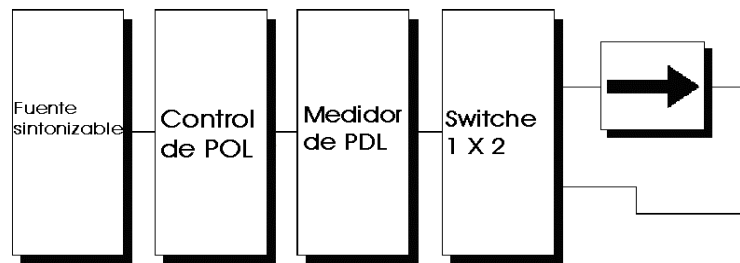 Fuente
sintonizable
Control
de POL
Medidor
de PDL
Switche
1 X 2